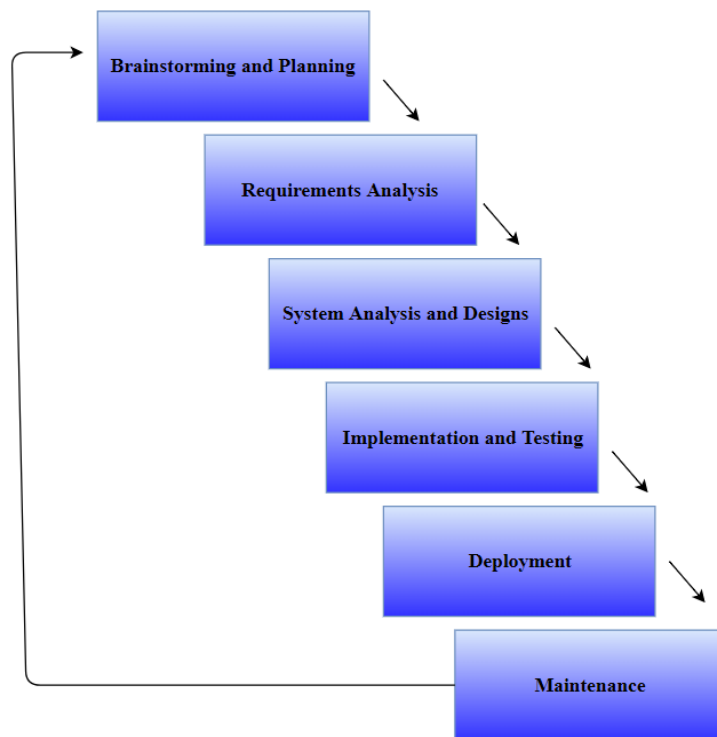 Brainstorming and Planning
Requirements Analysis
System Analysis and Designs
Implementation and Testing
Deployment
Maintenance